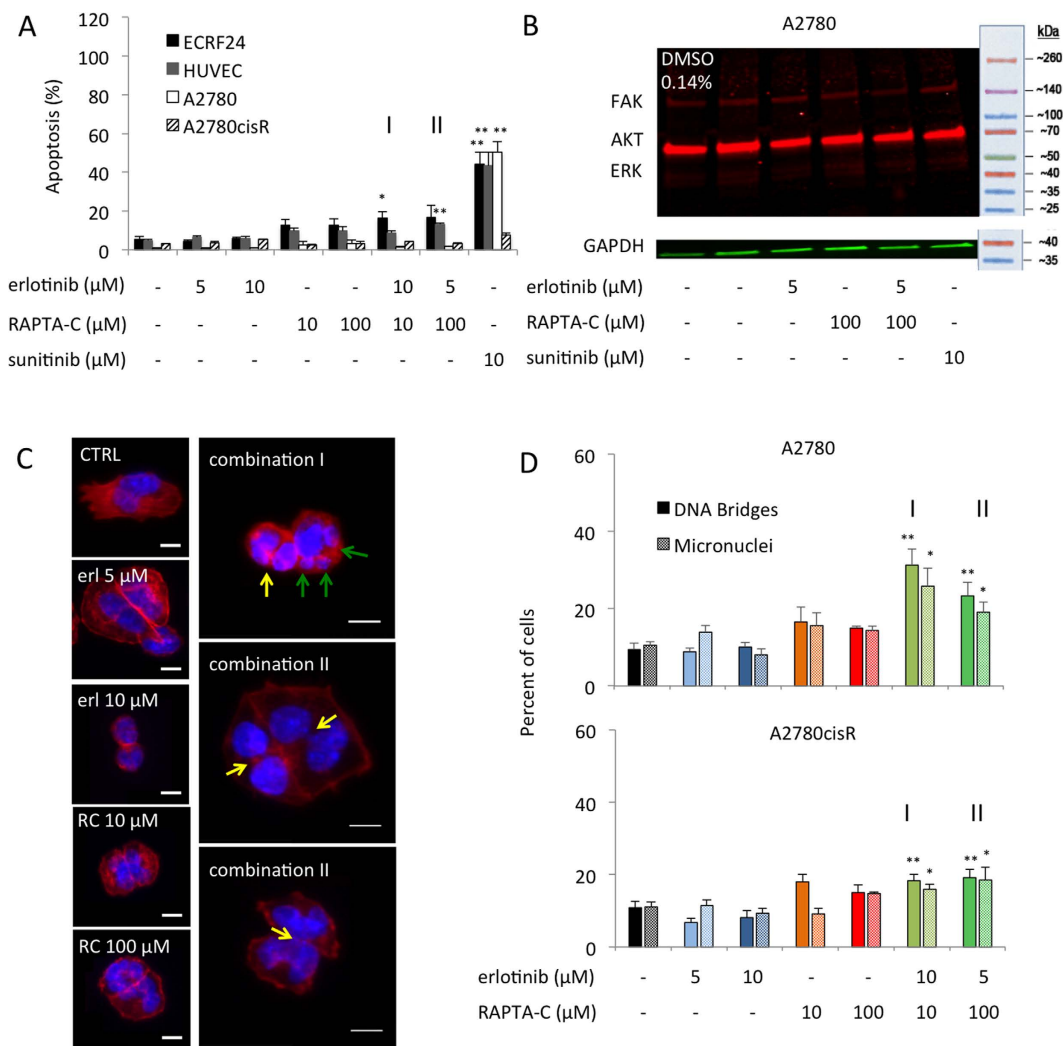 A
Apoptosis (%)
120
100
80
60
40
20
0
ECRF24
HUVEC
A2780
A2780cisR
I II
* ** ** ** **
erlotinib (µM) - 5 10 - - 10 5 -
RAPTA-C (µM) - - - 10 100 10 100 -
sunitinib (µM) - - - - - - - 10
B
A2780
kDa
DMSO
0.14%
FAK
AKT
ERK
GAPDH
~260
~140
~100
~70
~50
~40
~35
~25
~40
~35
erlotinib (µM) - - 5 - 5 -
RAPTA-C (µM) - - - 100 100 -
sunitinib (µM) - - - - - 10
C
CTRL
erl 5 µM
erl 10 µM
RC 10 µM
RC 100 µM
combination I
combination II
combination II
D
A2780
Percent of cells
60
40
20
0
DNA Bridges
Micronuclei
I II
** * ** *
A2780cisR
60
40
20
0
I II
** * ** *
erlotinib (µM) - 5 10 - - 10 5
RAPTA-C (µM) - - - 10 100 10 100